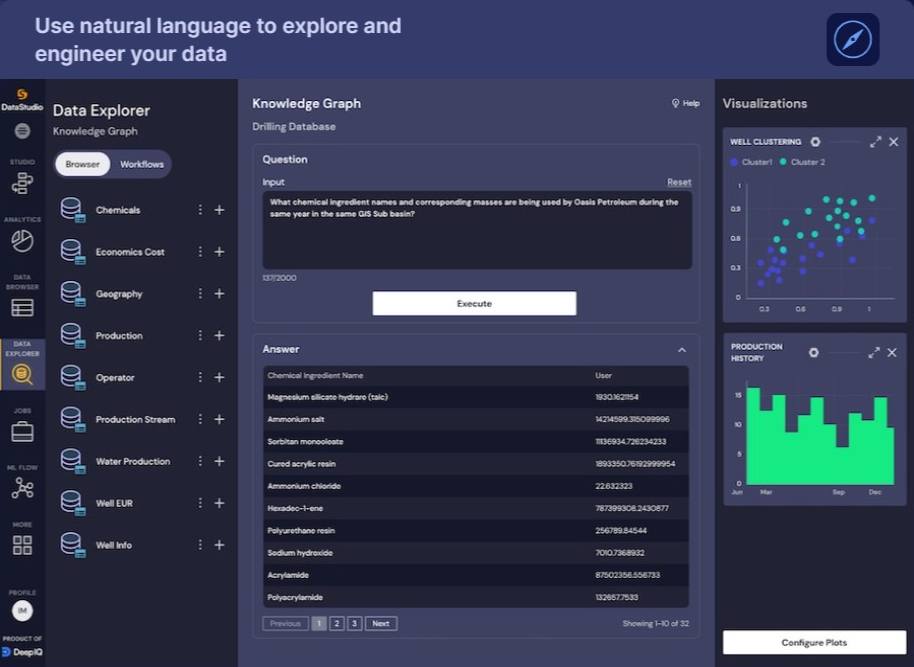 Use natural language to explore and
engineer your data
DataStudio
STUDIO
ANALYTICS
DATA
BROWSER
DATA
EXPLORER
JOBS
ML FLOW
MORE
PROFILE
IM
PRODUCT OF
DeepIQ
Data Explorer
Knowledge Graph
Browser
Workflows
Chemicals
Economics Cost
Geography
Production
Operator
Production Stream
Water Production
Well EUR
Well Info
Knowledge Graph
Help
Drilling Database
Question
Input
Reset
What chemical ingredient names and corresponding masses are being used by Oasis Petroleum during the
same year in the same GIS Sub basin?
137/2000
Execute
Answer
Chemical Ingredient Name User
Magnesium silicate hydrare (talc) 1930.1621154
Ammonium salt 14214599.315099996
Sorbitan monooloate 11136934.726234233
Cured acrylic resin 1893350.76192999954
Ammonium chloride 22.632323
Hexadec-1-ene 787399308.2430877
Polyurethane resin 256789.84544
Sodium hydroxide 7010.7368932
Acrylamide 87502356.556733
Polyacrylamide 132657.7533
Previous 1 2 3 Next
Showing 1-10 of 32
Visualizations
WELL CLUSTERING
Cluster1 Cluster 2
1
0.9
0.6
0.3
0
0.3 0.6 0.9 1
PRODUCTION
HISTORY
15
10
5
0
Jun Mar Sep Dec
Configure Plots